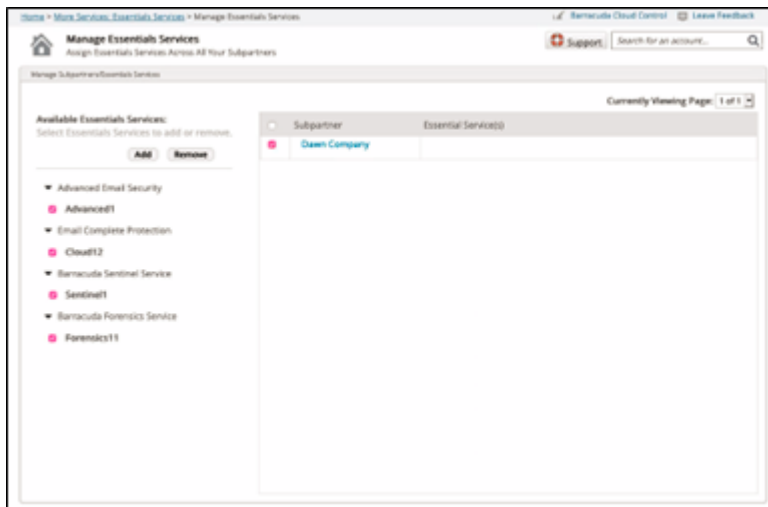 Home > More Services: Essentials Services > Manage Essentials Services
Barracuda Cloud Control
Leave Feedback
Manage Essentials Services
Assign Essentials Services Across All Your Subpartners
Support
Search for an account...
Manage Subpartners/Essentials Services
Currently Viewing Page: 1 of 1
Available Essentials Services:
Select Essentials Services to add or remove.
Add Remove
Subpartner Essential Service(s)
Dawn Company
Advanced Email Security
Advanced1
Email Complete Protection
Cloud12
Barracuda Sentinel Service
Sentinel1
Barracuda Forensics Service
Forensics11